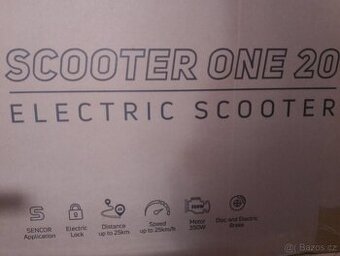 SCOOTER ONE 20
ELECTRIC SCOOTER
SENCOR Application
Electric Lock
Distance up to 25km
Speed up to 25km/h
Motor 350W
Disc and Electric Brake
Bazoš.cz